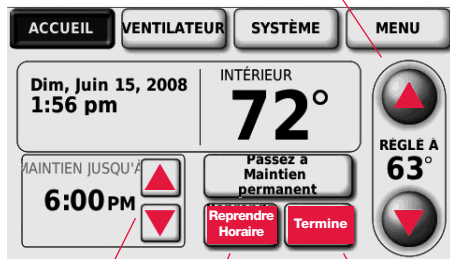 ACCUEIL
VENTILATEUR
SYSTÈME
MENU
Dim, Juin 15, 2008
1:56 pm
INTÉRIEUR
72°
RÉGLÉ À
63°
MAINTIEN JUSQU'À
6:00 PM
Passez à
Maintien
permanent
Reprendre
Horaire
Termine